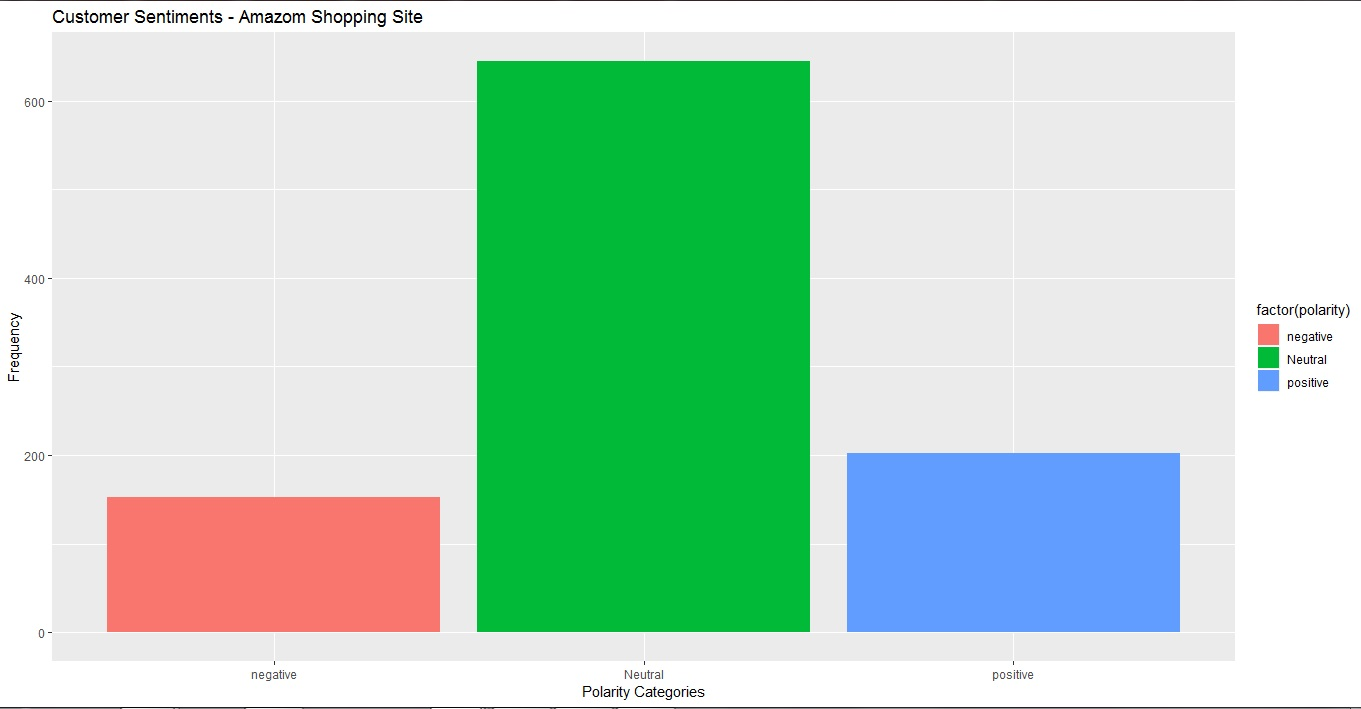 Customer Sentiments - Amazom Shopping Site
600
400
200
0
Frequency
negative
Neutral
positive
Polarity Categories
factor(polarity)
negative
Neutral
positive